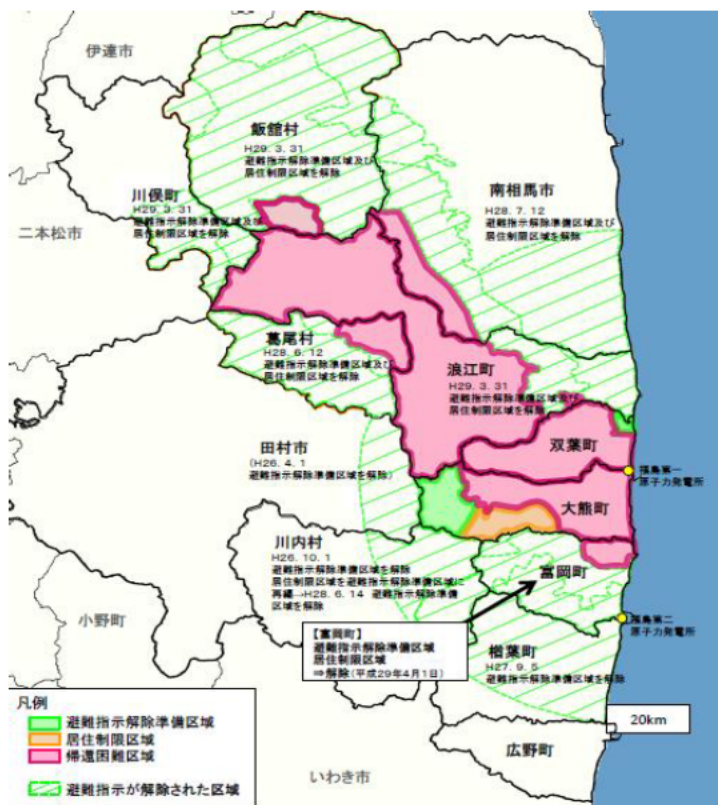 伊達市
飯舘村
H29.3.31
避難指示解除準備区域及び
居住制限区域を解除
川俣町
H29.3.31
避難指示解除準備区域及び
居住制限区域を解除
南相馬市
H28.7.12
避難指示解除準備区域及び
居住制限区域を解除
二本松市
葛尾村
H28.6.12
避難指示解除準備区域及び
居住制限区域を解除
浪江町
H29.3.31
避難指示解除準備区域及び
居住制限区域を解除
双葉町
福島第一
原子力発電所
田村市
(H26.4.1
避難指示解除準備区域を解除)
大熊町
川内村
H26.10.1
避難指示解除準備区域を解除
居住制限区域を避難指示解除準備区域に
再編→H28.6.14 避難指示解除準備
区域を解除
富岡町
小野町
福島第二
原子力発電所
【富岡町】
避難指示解除準備区域
居住制限区域
⇒解除(平成29年4月1日)
楢葉町
H27.9.5
避難指示解除準備区域を解除
凡例
避難指示解除準備区域
居住制限区域
帰還困難区域
避難指示が解除された区域
20km
広野町
いわき市